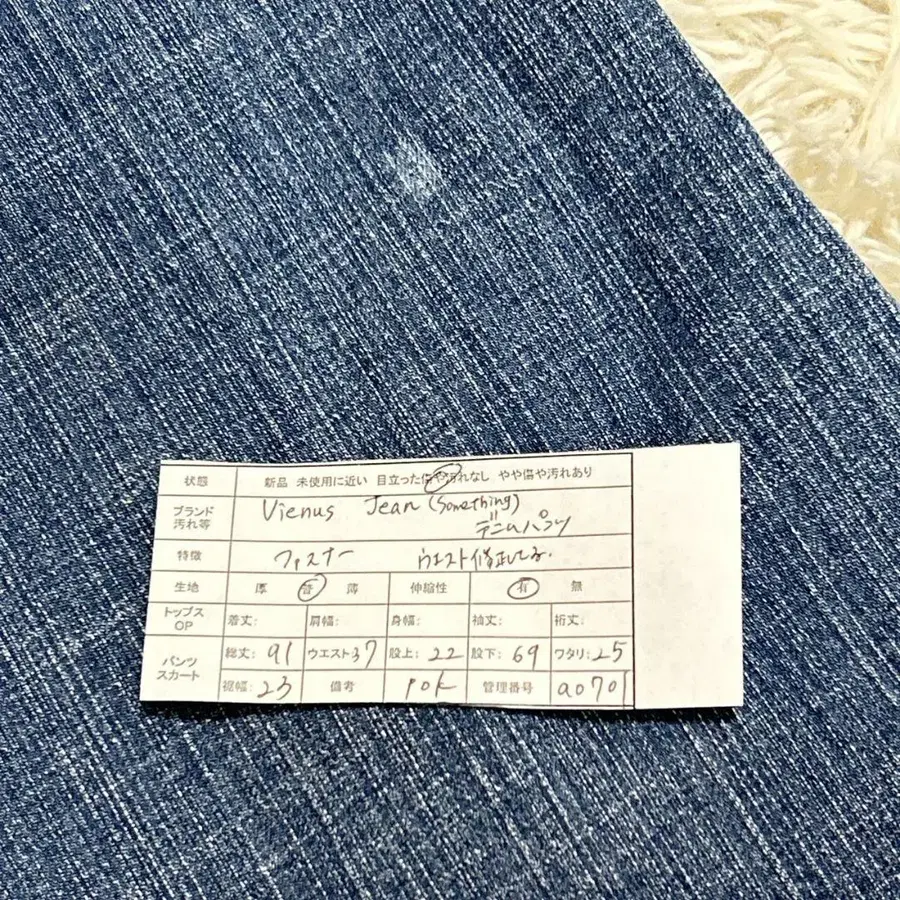 状態 新品 未使用に近い 目立った傷や汚れなし やや傷や汚れあり
ブランド 汚れ等 Vienus Jean (Something)
デニムパンツ
特徴 ファスナー ウエスト修正してる。
生地 厚 普 薄 伸縮性 有 無
トップス OP 着丈: 肩幅: 身幅: 袖丈: 裄丈:
パンツ スカート 総丈: 91 ウエスト 37 股上: 22 股下: 69 ワタリ: 25
裾幅: 23 備考 pok 管理番号 a0701